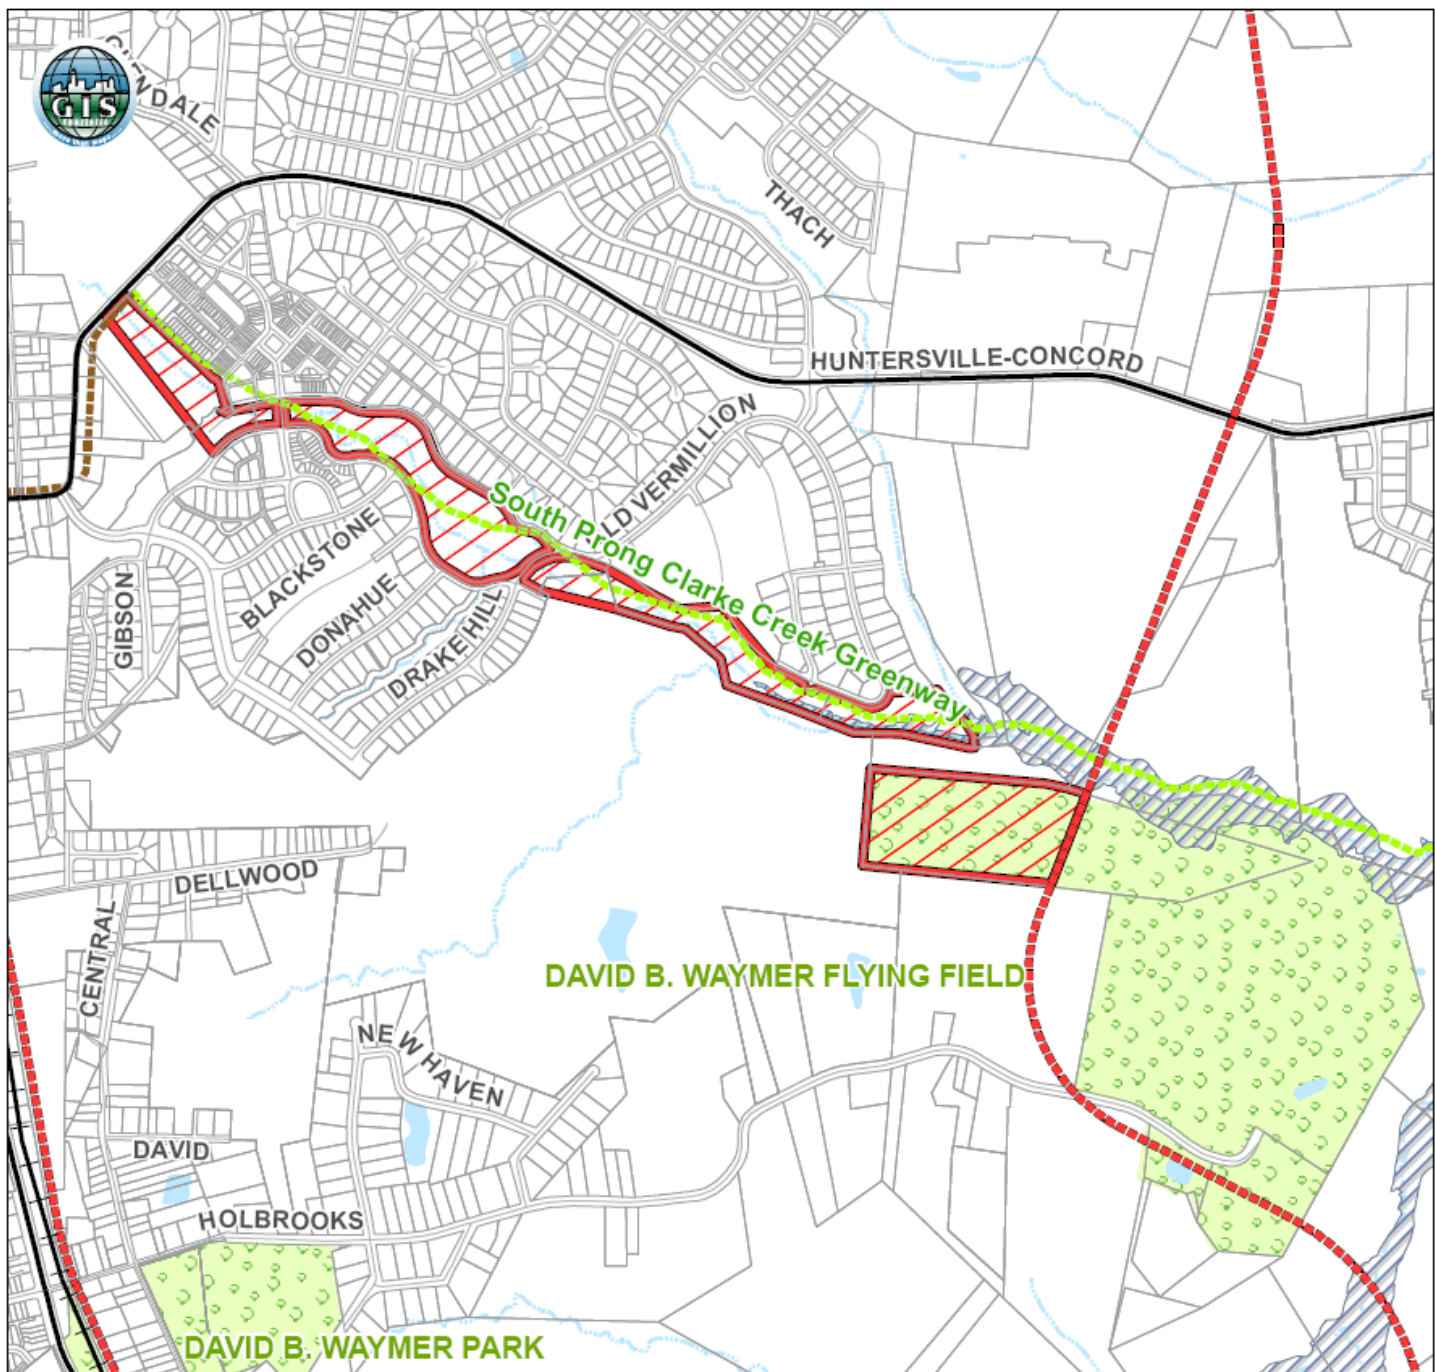 GIS
THACH
HUNTERSVILLE-CONCORD
LD VERMILLION
South Prong Clarke Creek Greenway
BLACKSTONE
GIBSON
DONAHUE
DRAKE HILL
DELLWOOD
CENTRAL
DAVID B. WAYMER FLYING FIELD
NEW HAVEN
DAVID
HOLBROOKS
DAVID B. WAYMER PARK